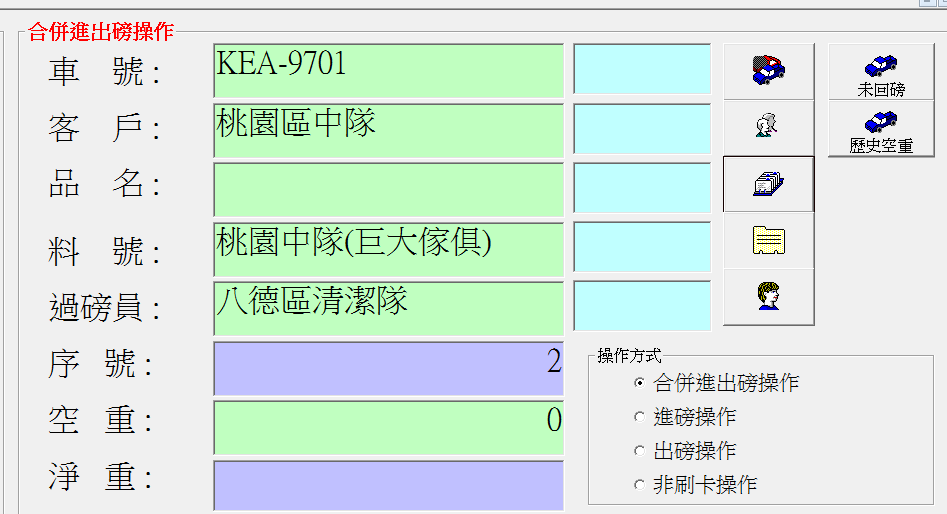 合併進出磅操作
車 號 : KEA-9701
客 戶 : 桃園區中隊
品 名 :
料 號 : 桃園中隊(巨大傢俱)
過磅員 : 八德區清潔隊
序 號 : 2
空 重 : 0
淨 重 :
未回磅
歷史空重
操作方式
合併進出磅操作
進磅操作
出磅操作
非刷卡操作